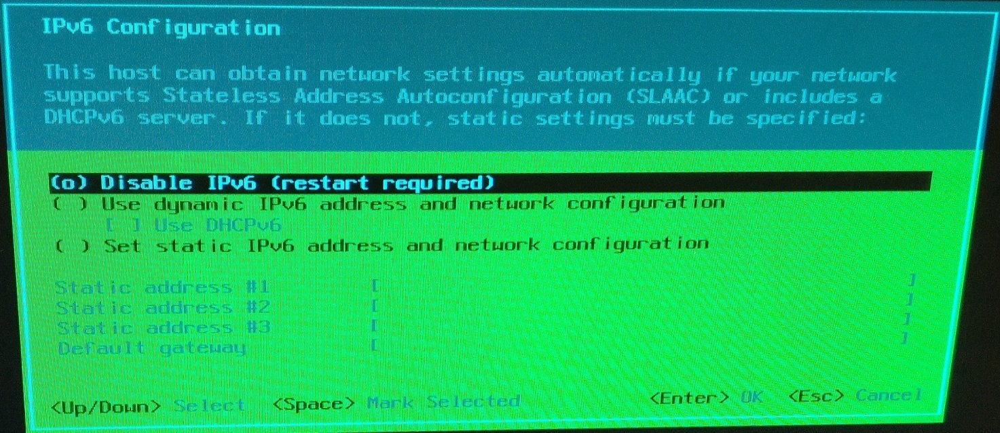 IPv6 Configuration
This host can obtain network settings automatically if your network
supports Stateless Address Autoconfiguration (SLAAC) or includes a
DHCPv6 server. If it does not, static settings must be specified:
(o) Disable IPv6 (restart required)
( ) Use dynamic IPv6 address and network configuration
[ ] Use DHCPv6
( ) Set static IPv6 address and network configuration
Static address #1 [ ]
Static address #2 [ ]
Static address #3 [ ]
Default gateway [ ]
<Up/Down> Select <Space> Mark Selected <Enter> OK <Esc> Cancel